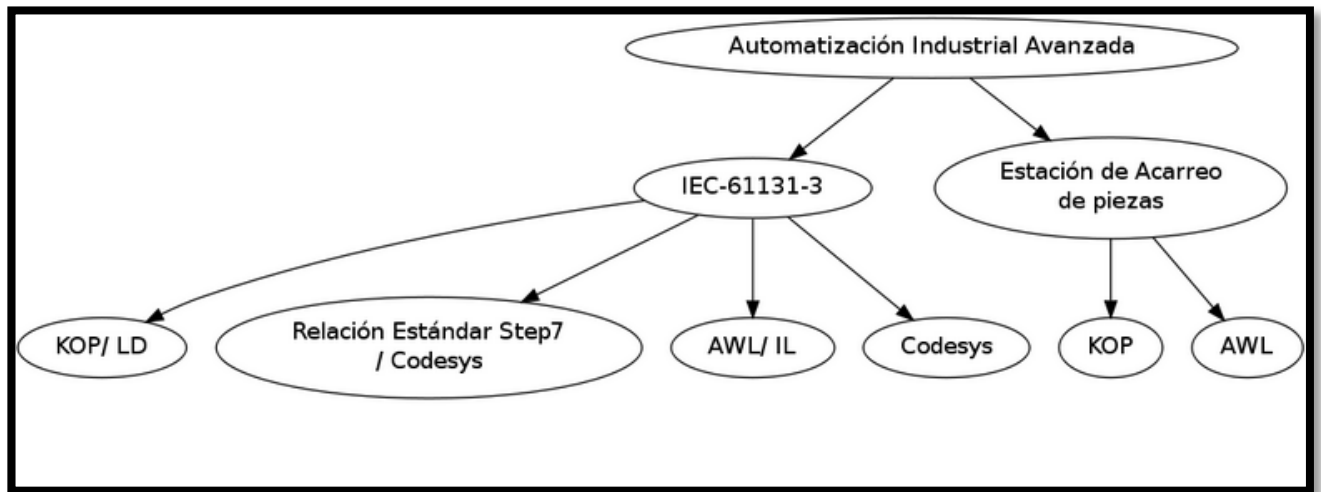 Automatización Industrial Avanzada
IEC-61131-3
Estación de Acarreo
de piezas
KOP/ LD
Relación Estándar Step7
/ Codesys
AWL/ IL
Codesys
KOP
AWL